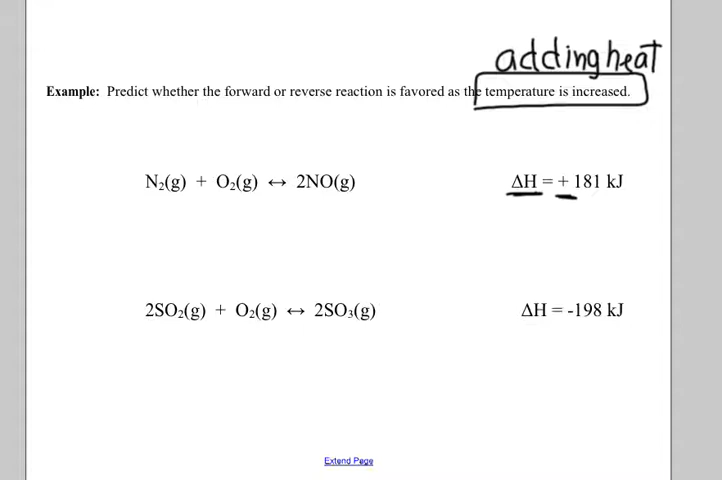 adding heat
Example: Predict whether the forward or reverse reaction is favored as the temperature is increased.
N₂(g) + O₂(g) ↔ 2NO(g) ΔH = + 181 kJ
2SO₂(g) + O₂(g) ↔ 2SO₃(g) ΔH = -198 kJ
Extend Page